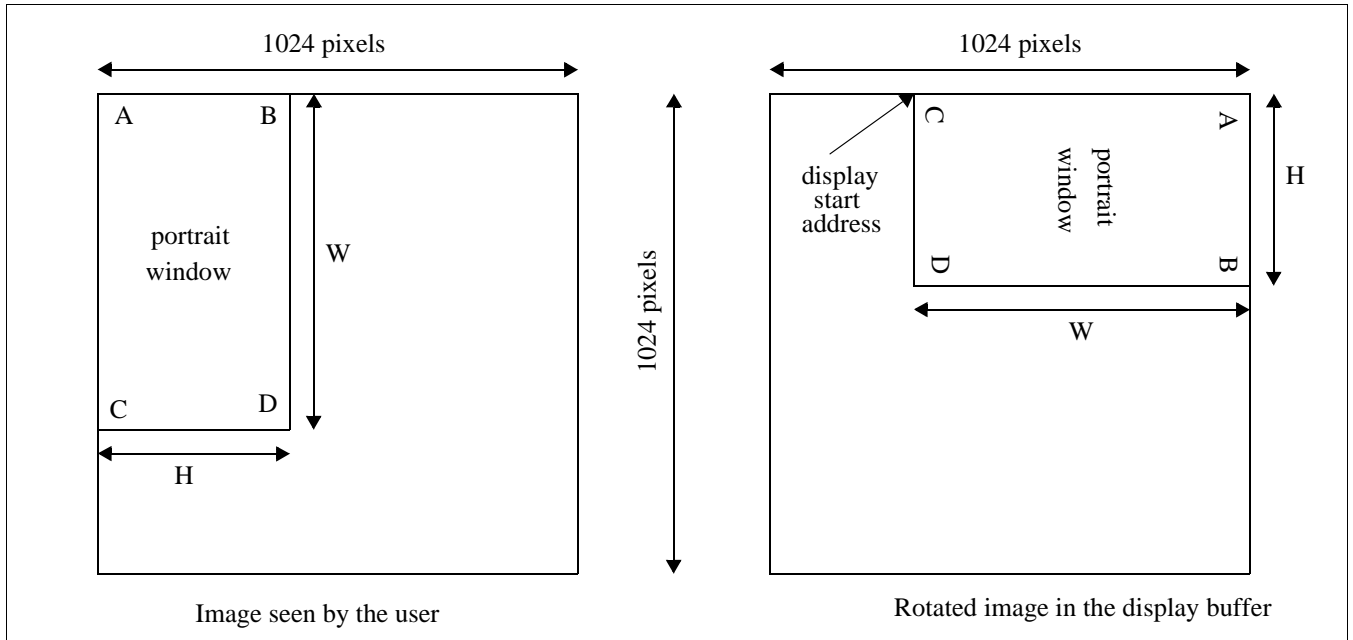 1024 pixels
A
B
portrait
window
W
C
D
H
Image seen by the user
1024 pixels
1024 pixels
C
A
display
start
address
portrait
window
H
D
B
W
Rotated image in the display buffer